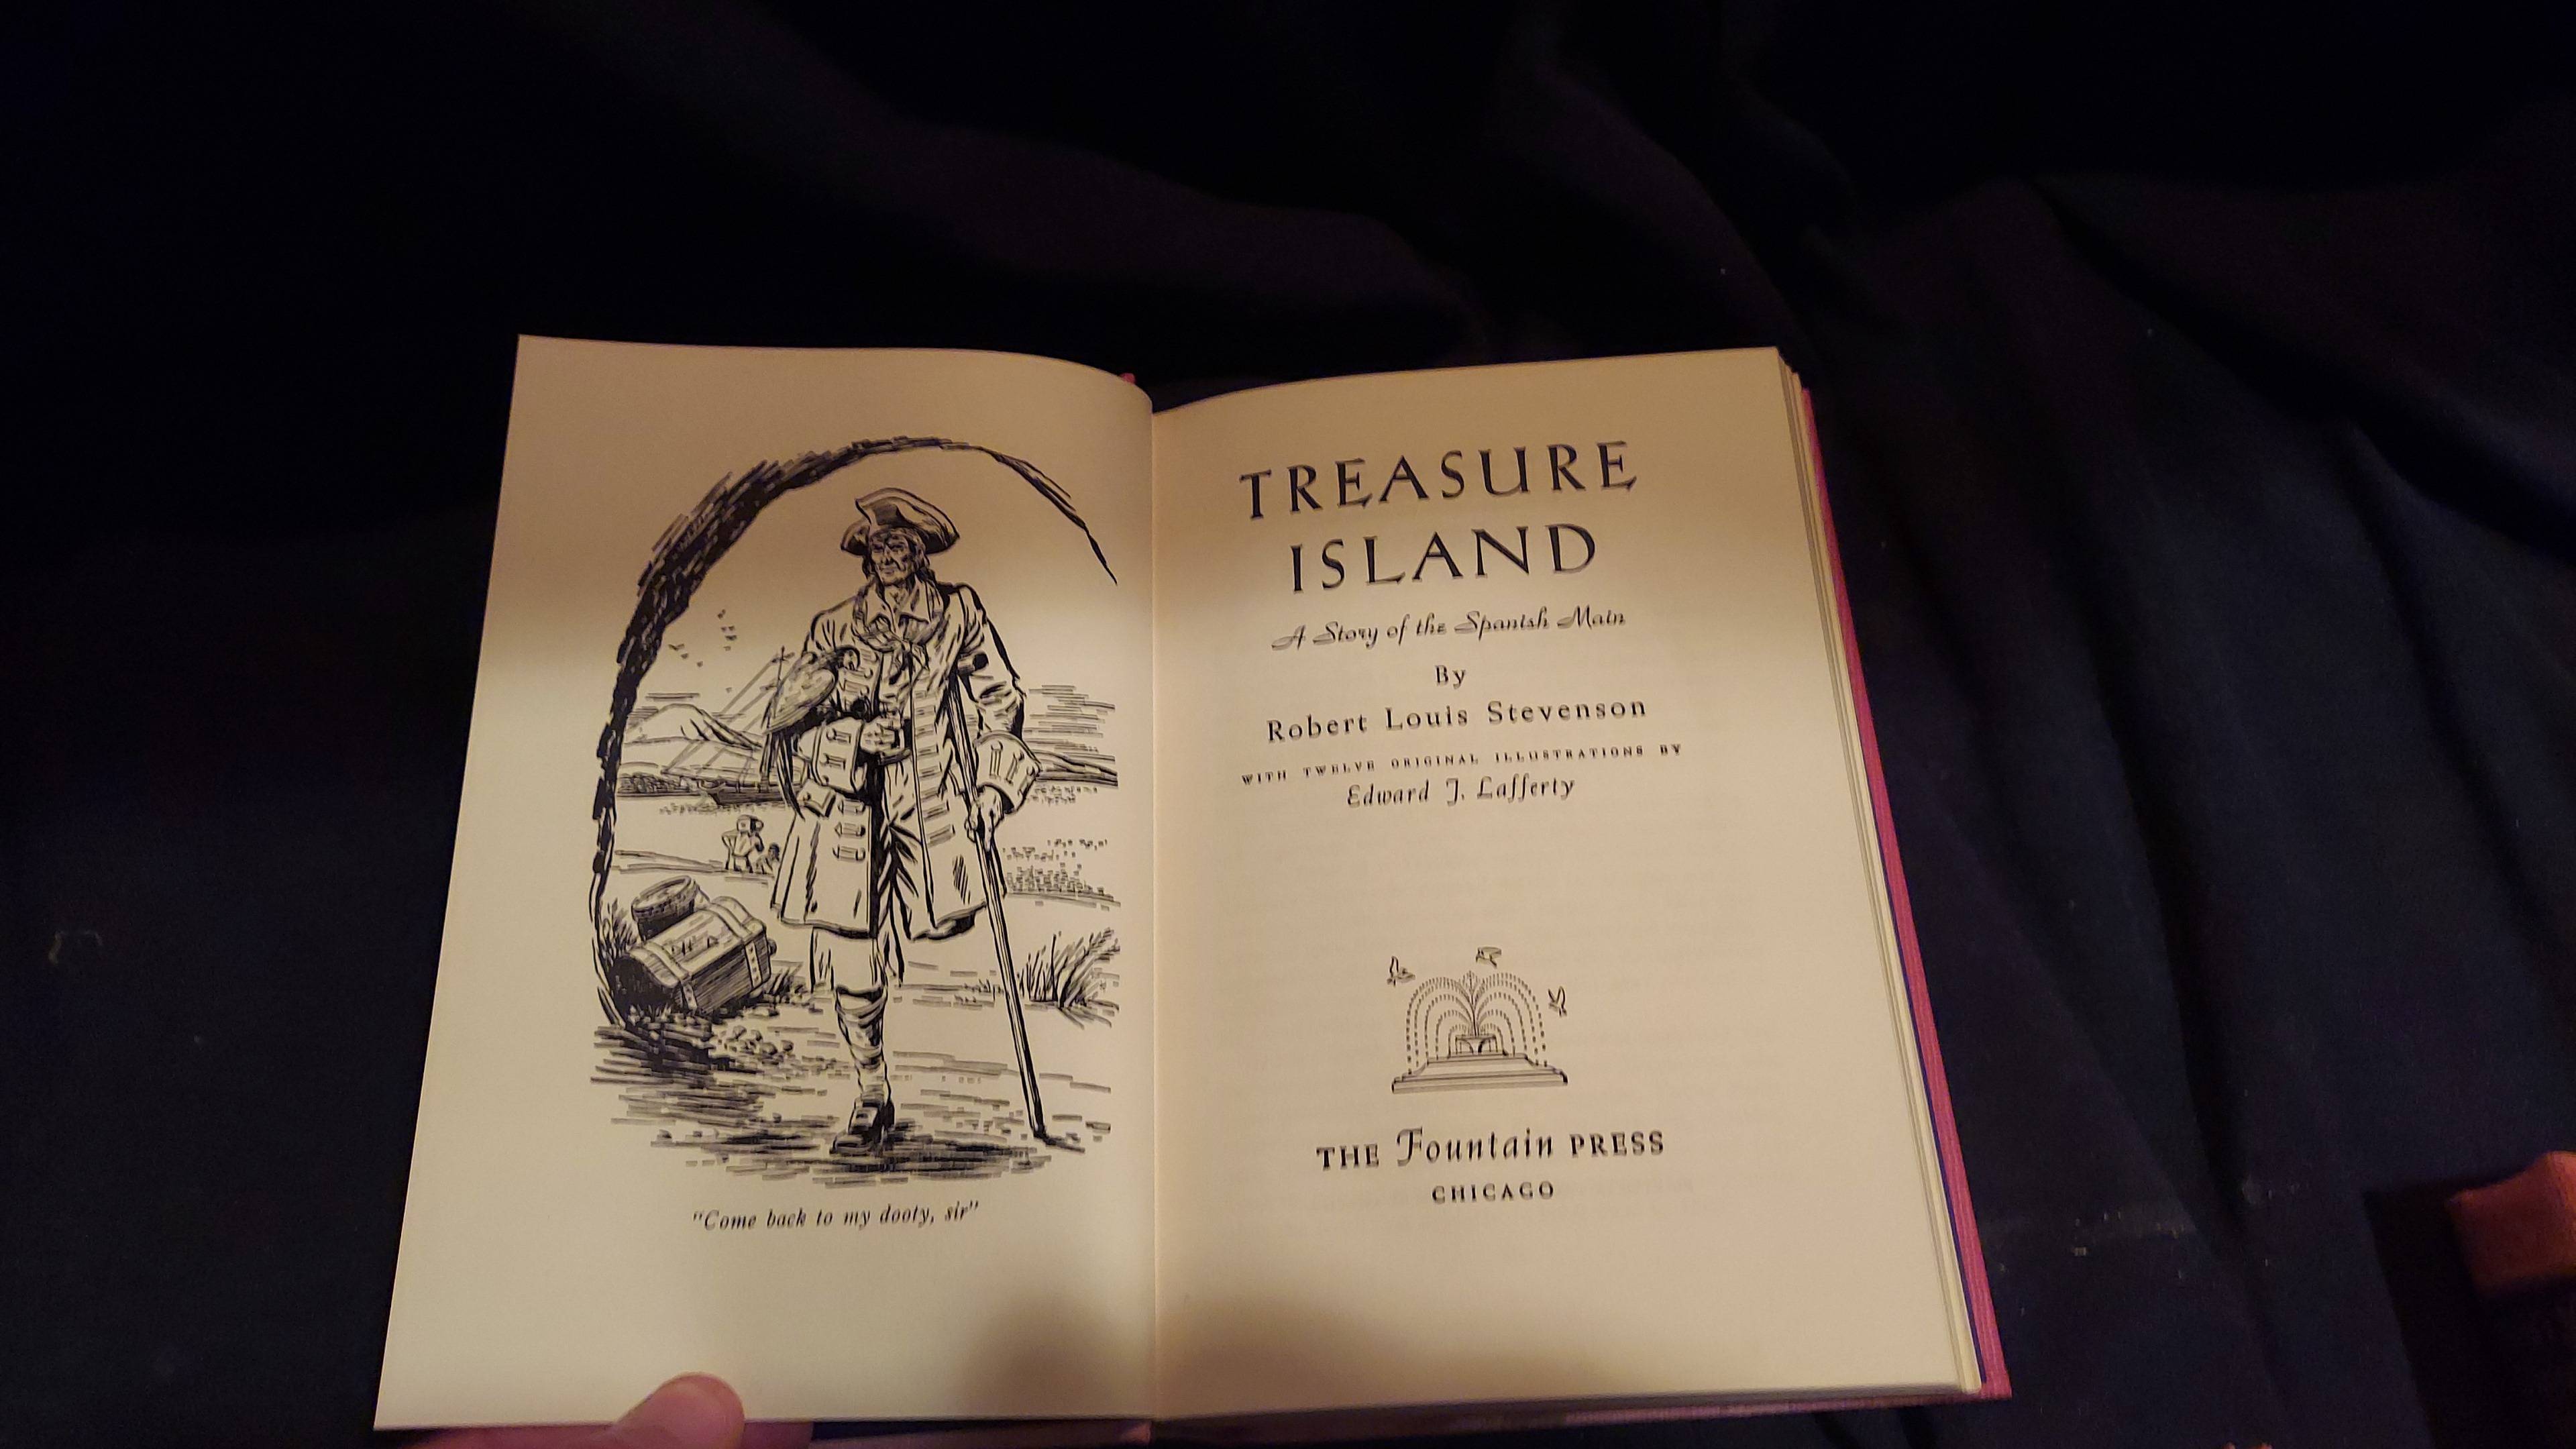 "Come back to my dooty, sir"
TREASURE
ISLAND
A Story of the Spanish Main
By
Robert Louis Stevenson
WITH TWELVE ORIGINAL ILLUSTRATIONS BY
Edward J. Lafferty
THE Fountain PRESS
CHICAGO